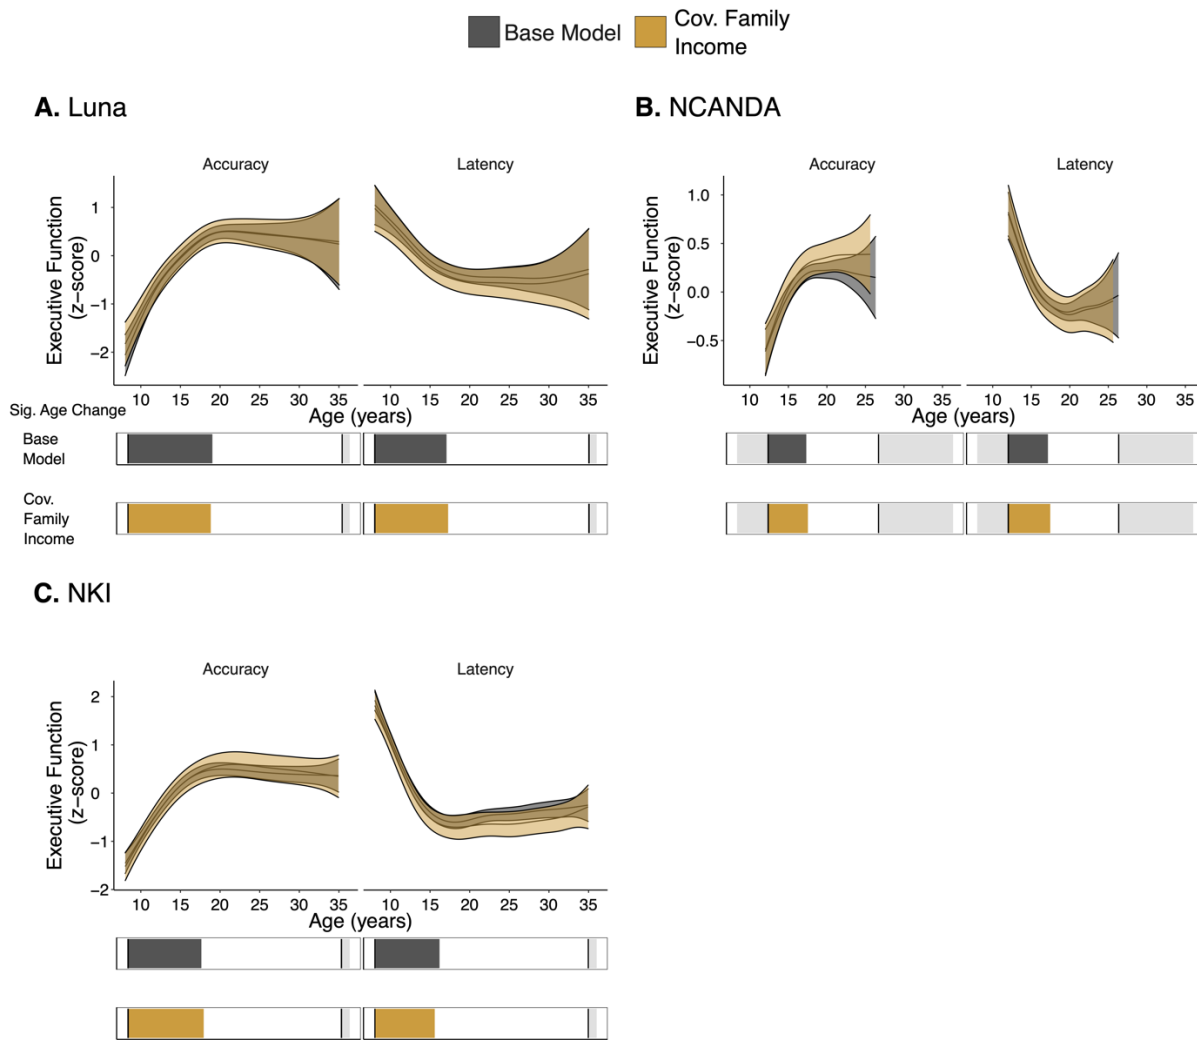 Base Model
Cov. Family
Income
A. Luna
B. NCANDA
Accuracy
Latency
Accuracy
Latency
Executive Function
(z-score)
1
0
−1
−2
Executive Function
(z-score)
1.0
0.5
0.0
−0.5
10 15 20 25 30 35
10 15 20 25 30 35
10 15 20 25 30 35
10 15 20 25 30 35
Age (years)
Age (years)
Sig. Age Change
Base
Model
Cov.
Family
Income
C. NKI
Accuracy
Latency
Executive Function
(z-score)
2
1
0
−1
−2
10 15 20 25 30 35
10 15 20 25 30 35
Age (years)